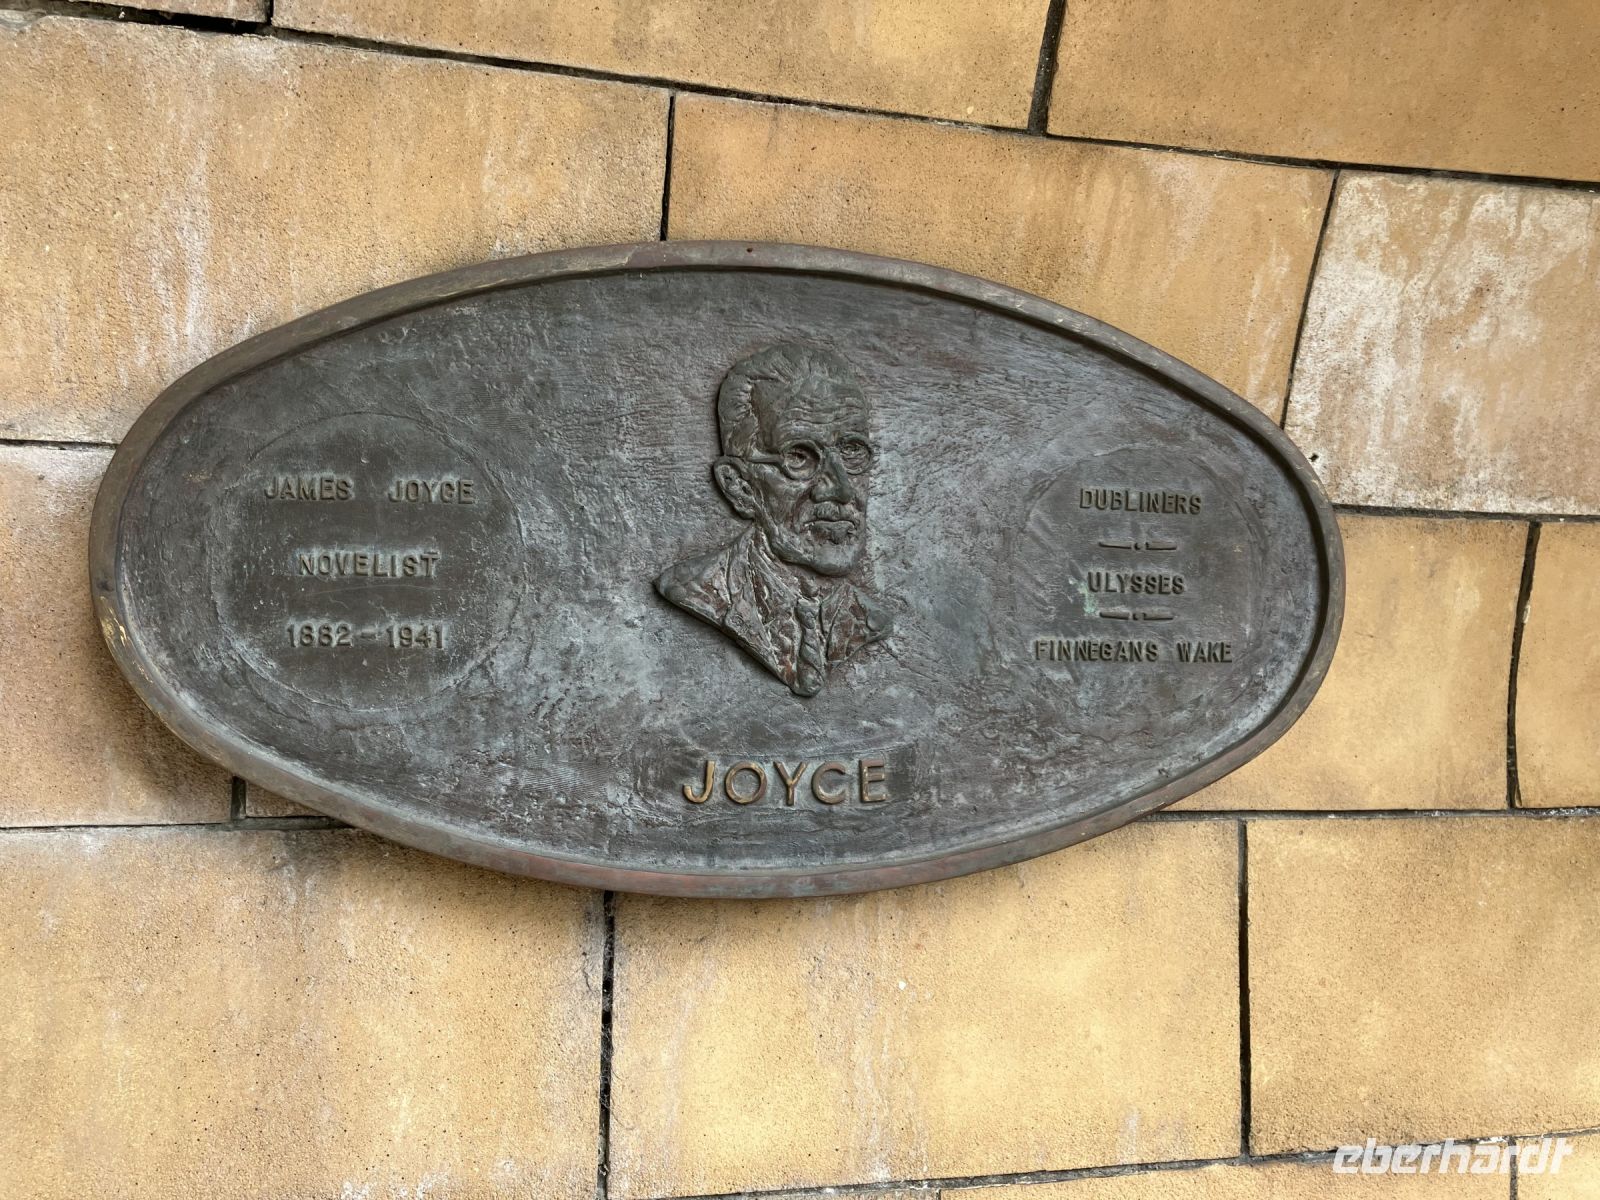 JAMES JOYCE
NOVELIST
1882-1941
JOYCE
DUBLINERS
ULYSSES
FINNEGANS WAKE
eberhardt